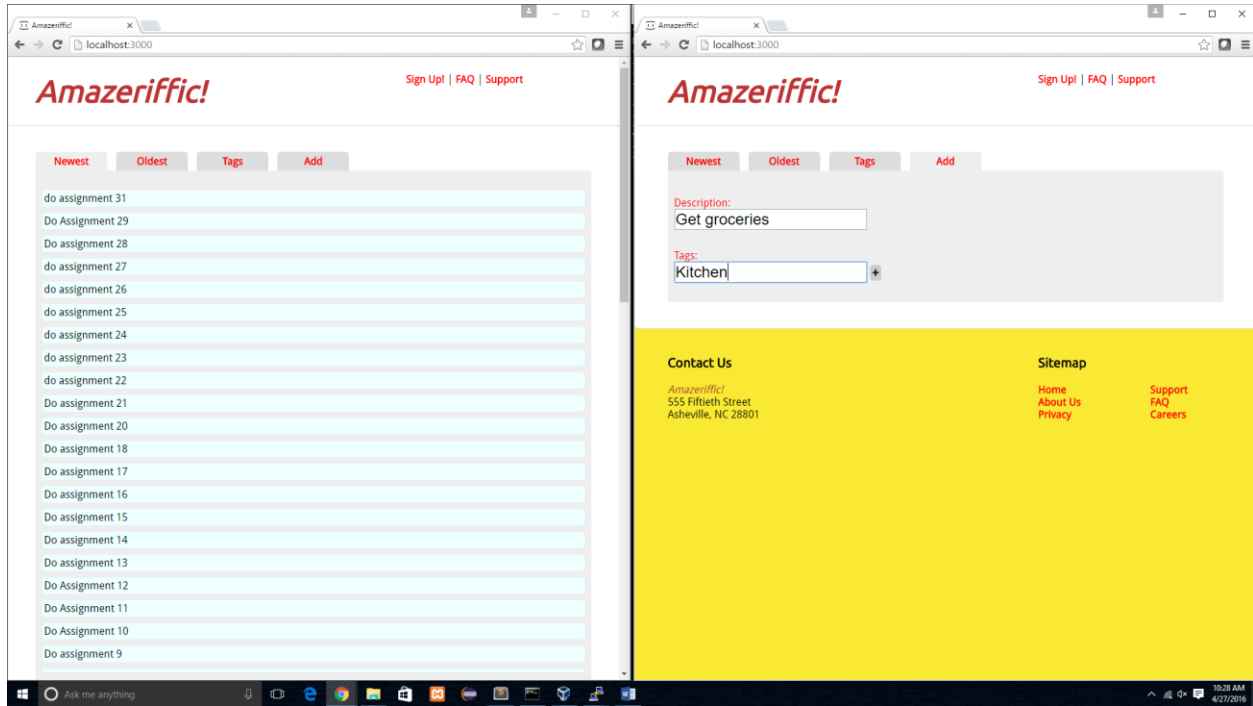 Amazeriffic!
localhost:3000
Amazeriffic!
Sign Up! | FAQ | Support
Newest Oldest Tags Add
do assignment 31
Do Assignment 29
Do assignment 28
do assignment 27
do assignment 26
do assignment 25
do assignment 24
do assignment 23
do assignment 22
Do assignment 21
Do assignment 20
Do assignment 18
Do assignment 17
Do assignment 16
Do assignment 15
Do assignment 14
Do assignment 13
Do Assignment 12
Do Assignment 11
Do Assignment 10
Do assignment 9
Amazeriffic!
localhost:3000
Amazeriffic!
Sign Up! | FAQ | Support
Newest Oldest Tags Add
Description:
Get groceries
Tags:
Kitchen +
Contact Us
Amazeriffic!
555 Fiftieth Street
Asheville, NC 28801
Sitemap
Home Support
About Us FAQ
Privacy Careers
Ask me anything
10:28 AM
4/27/2016